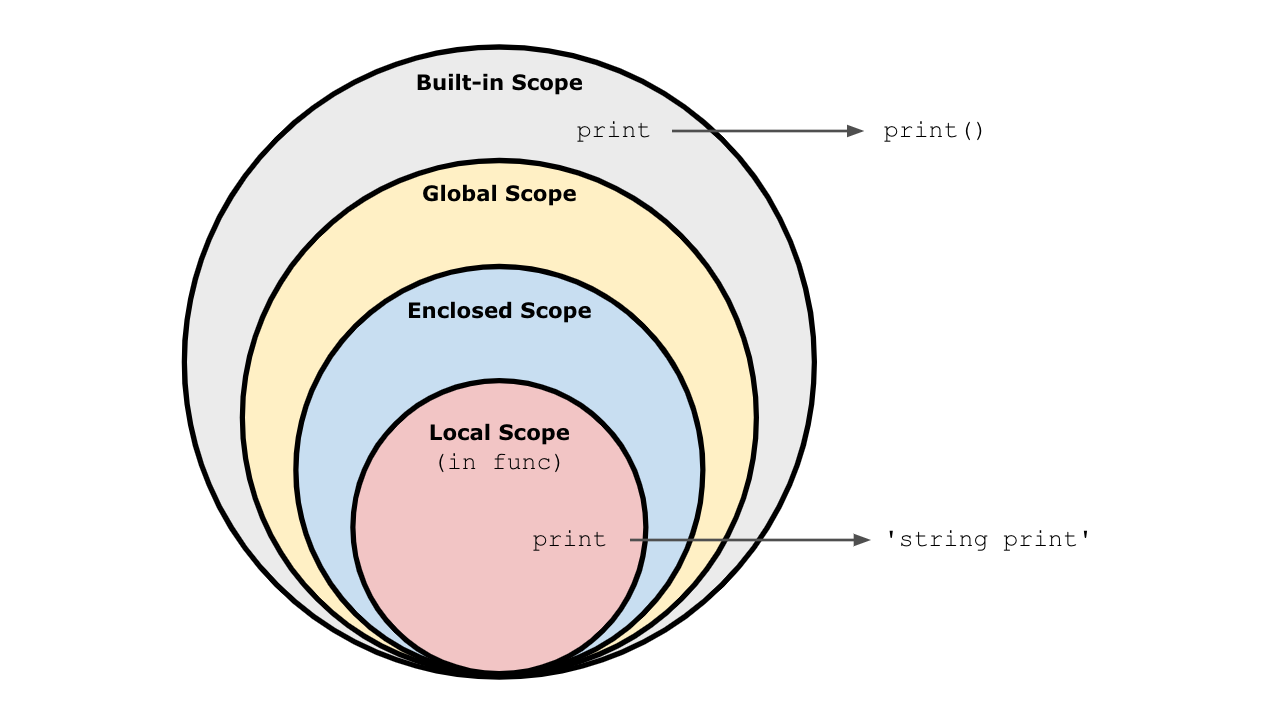 Built-in Scope
print print()
Global Scope
Enclosed Scope
Local Scope
(in func)
print 'string print'